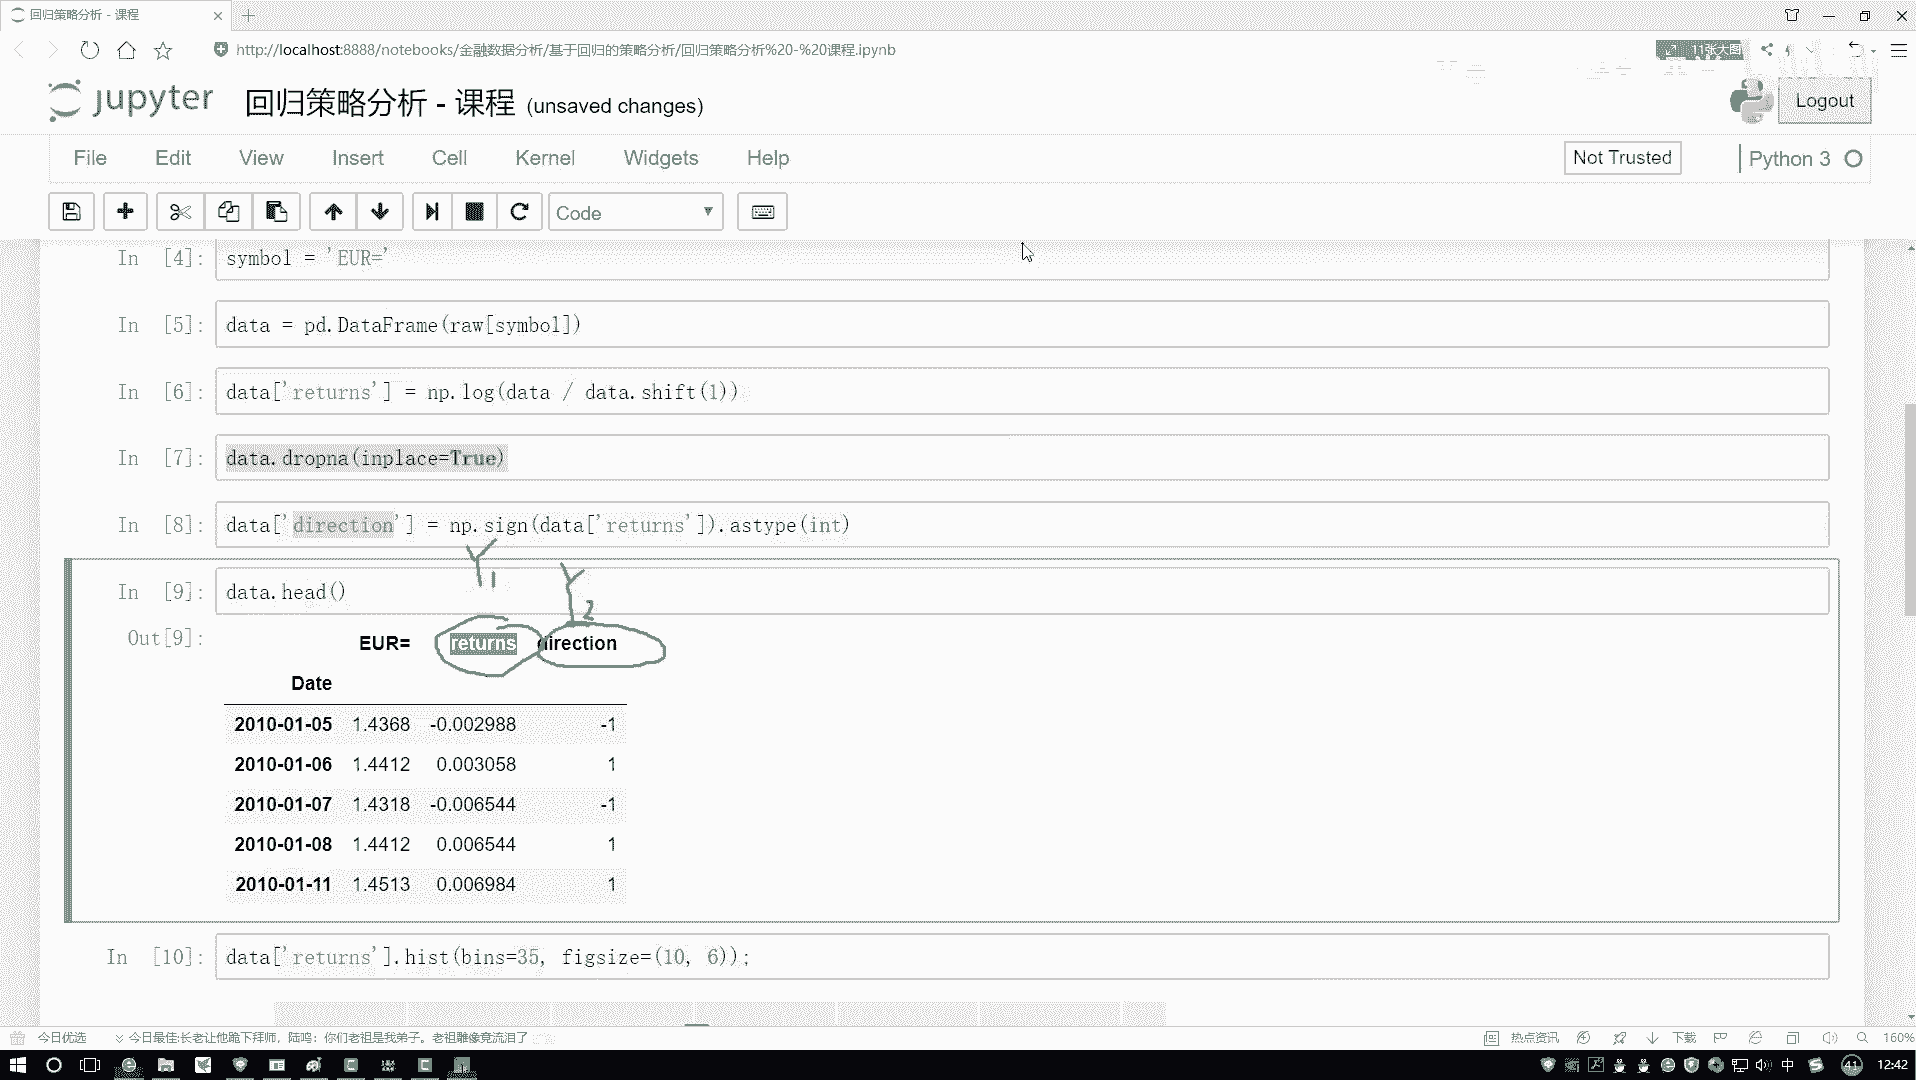 回归策略分析 - 课程
http://localhost:8888/notebooks/金融数据分析/基于回归的策略分析/回归策略分析%20-%20课程.ipynb
11张大图
jupyter 回归策略分析 - 课程 (unsaved changes)
Logout
File Edit View Insert Cell Kernel Widgets Help
Not Trusted
Python 3
Code
In [4]: symbol = 'EUR='
In [5]: data = pd.DataFrame(raw[symbol])
In [6]: data['returns'] = np.log(data / data.shift(1))
In [7]: data.dropna(inplace=True)
In [8]: data['direction'] = np.sign(data['returns']).astype(int)
Y1 Y2
In [9]: data.head()
Out[9]:
EUR= returns direction
Date
2010-01-05 1.4368 -0.002988 -1
2010-01-06 1.4412 0.003058 1
2010-01-07 1.4318 -0.006544 -1
2010-01-08 1.4412 0.006544 1
2010-01-11 1.4513 0.006984 1
In [10]: data['returns'].hist(bins=35, figsize=(10, 6));
今日优选 今日最佳:长老让他跪下拜师，陆鸣：你们老祖是我弟子。老祖雕像竟流泪了
热点资讯 下载 160%
中 41 12:42